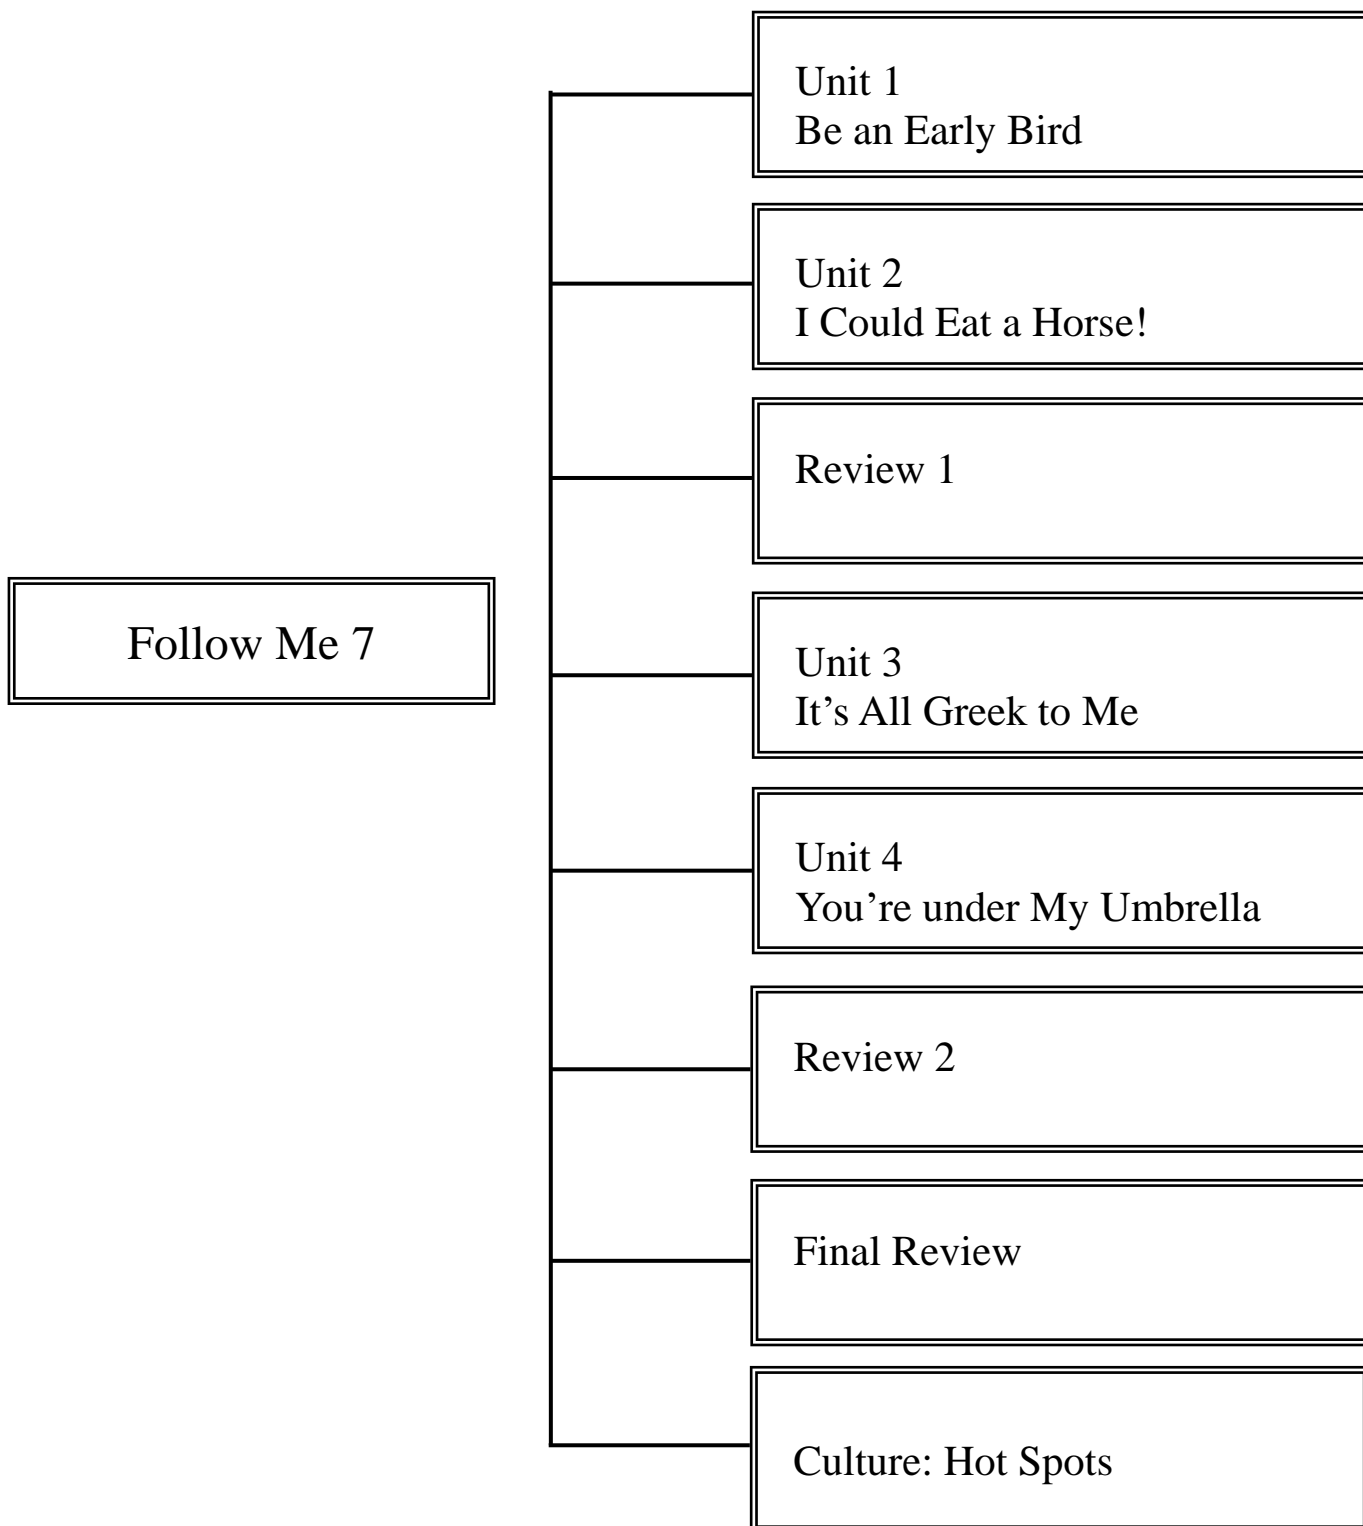 Follow Me 7
Unit 1
Be an Early Bird
Unit 2
I Could Eat a Horse!
Review 1
Unit 3
It’s All Greek to Me
Unit 4
You’re under My Umbrella
Review 2
Final Review
Culture: Hot Spots